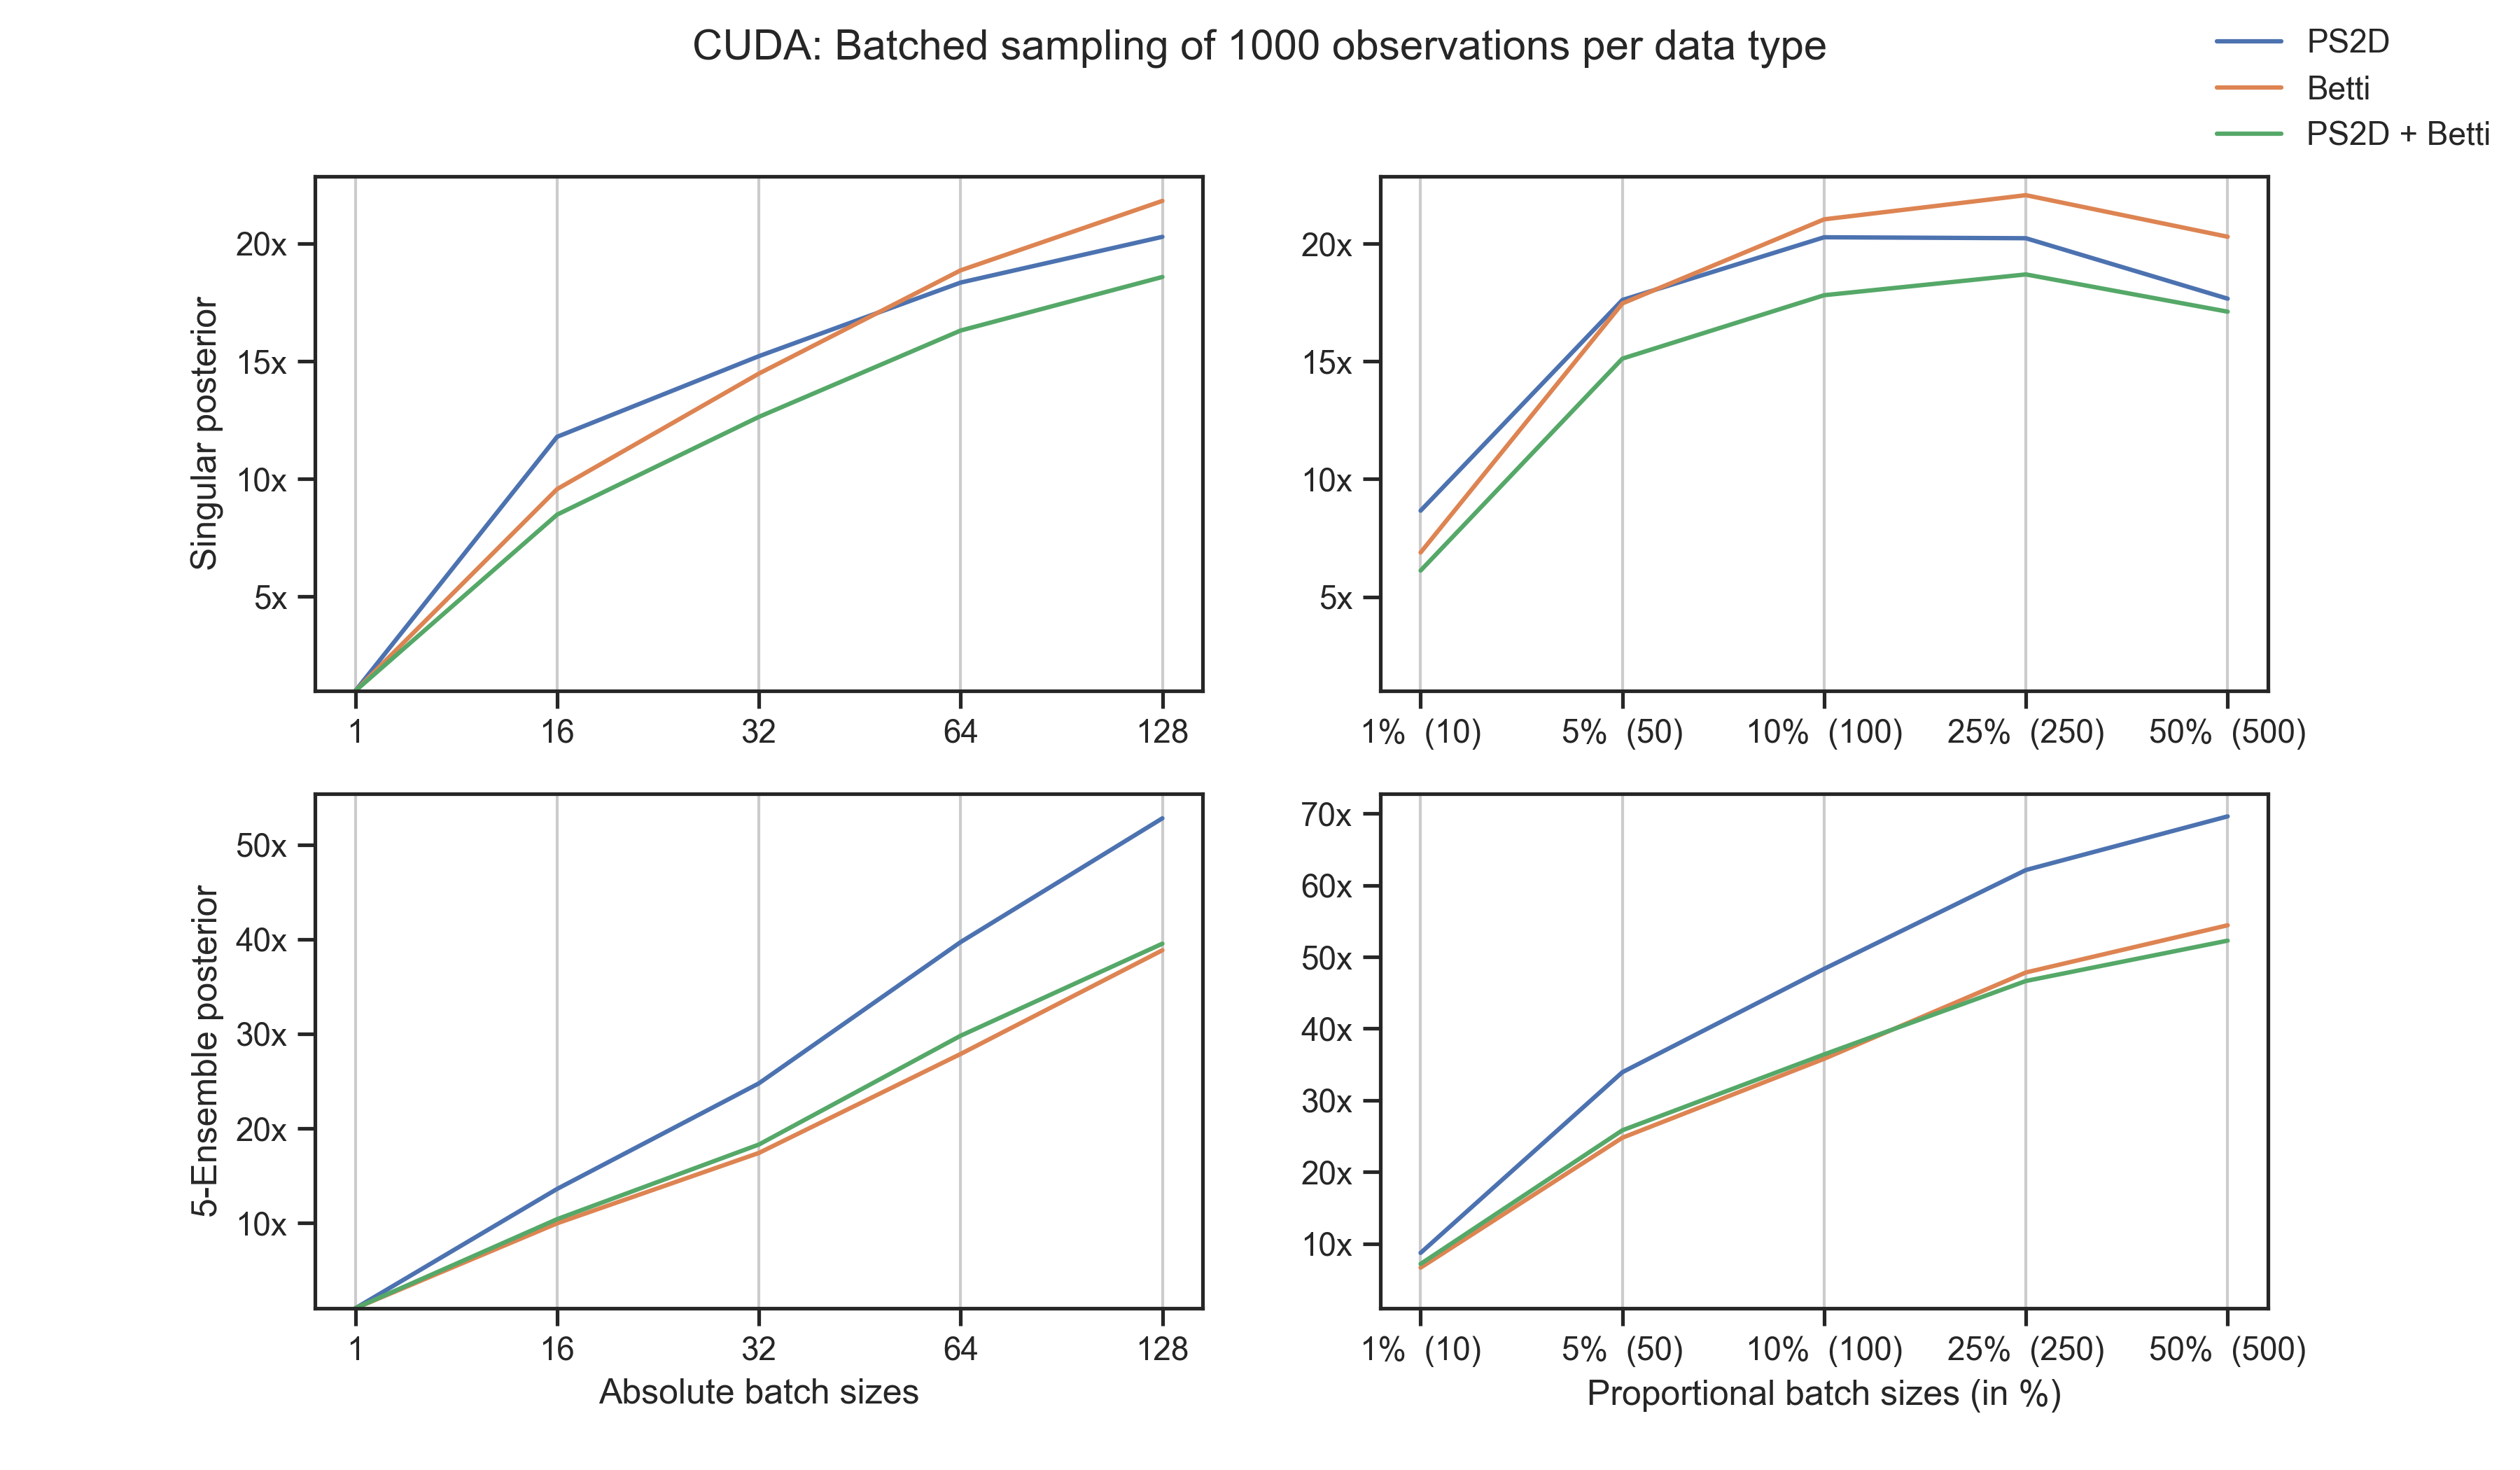 CUDA: Batched sampling of 1000 observations per data type
PS2D
Betti
PS2D + Betti
Singular posterior
20x
15x
10x
5x
1 16 32 64 128
20x
15x
10x
5x
1% (10) 5% (50) 10% (100) 25% (250) 50% (500)
5-Ensemble posterior
50x
40x
30x
20x
10x
1 16 32 64 128
Absolute batch sizes
70x
60x
50x
40x
30x
20x
10x
1% (10) 5% (50) 10% (100) 25% (250) 50% (500)
Proportional batch sizes (in %)